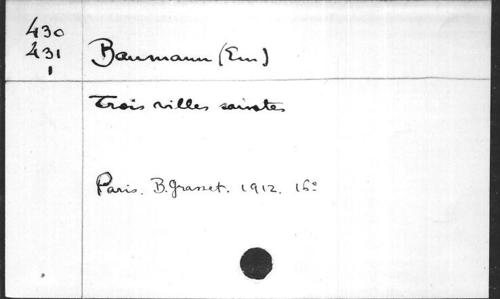 430
431
1
Baumann (Em)
Trois villes saintes
Paris. B. Grasset. 1912. 16°